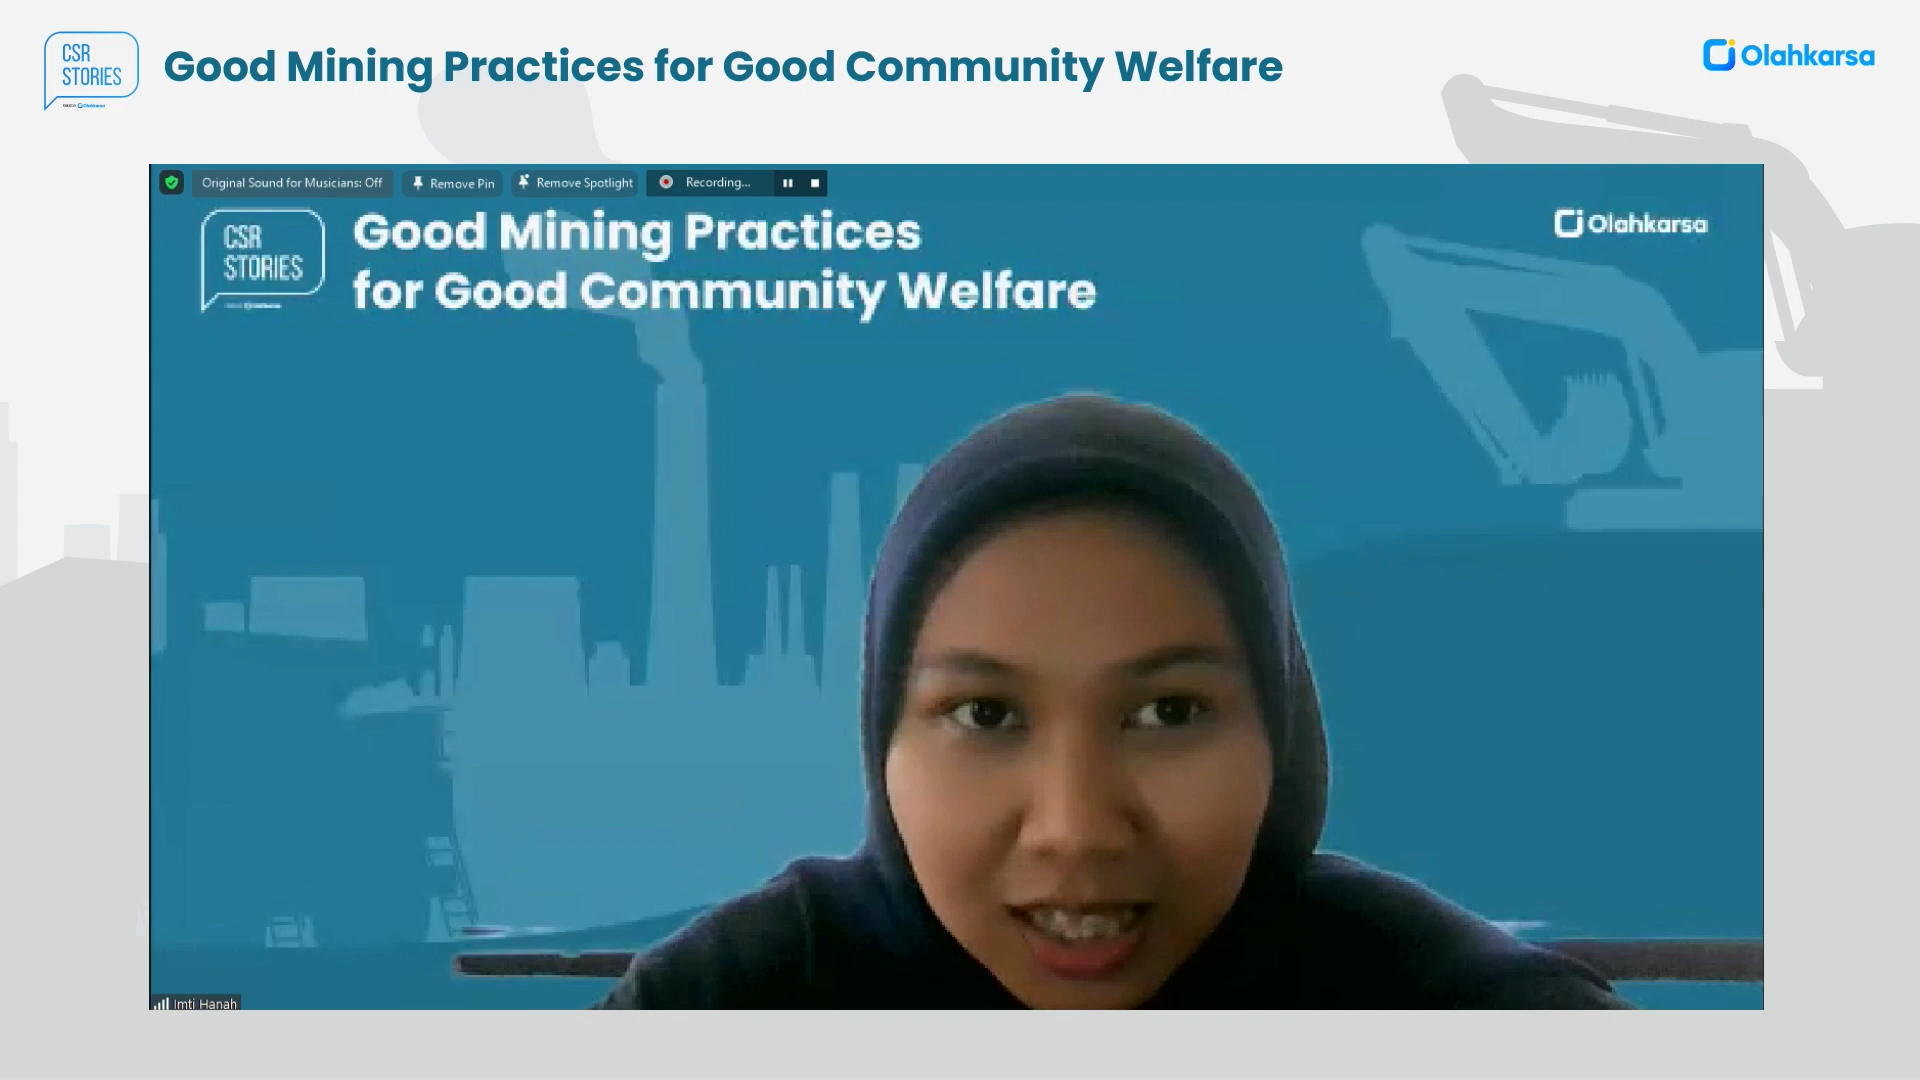 CSR
STORIES
Good Mining Practices for Good Community Welfare
Olahkarsa
Original Sound for Musicians: Off
Remove Pin
Remove Spotlight
Recording...
CSR
STORIES
Good Mining Practices
for Good Community Welfare
Olahkarsa
Imti Hanah